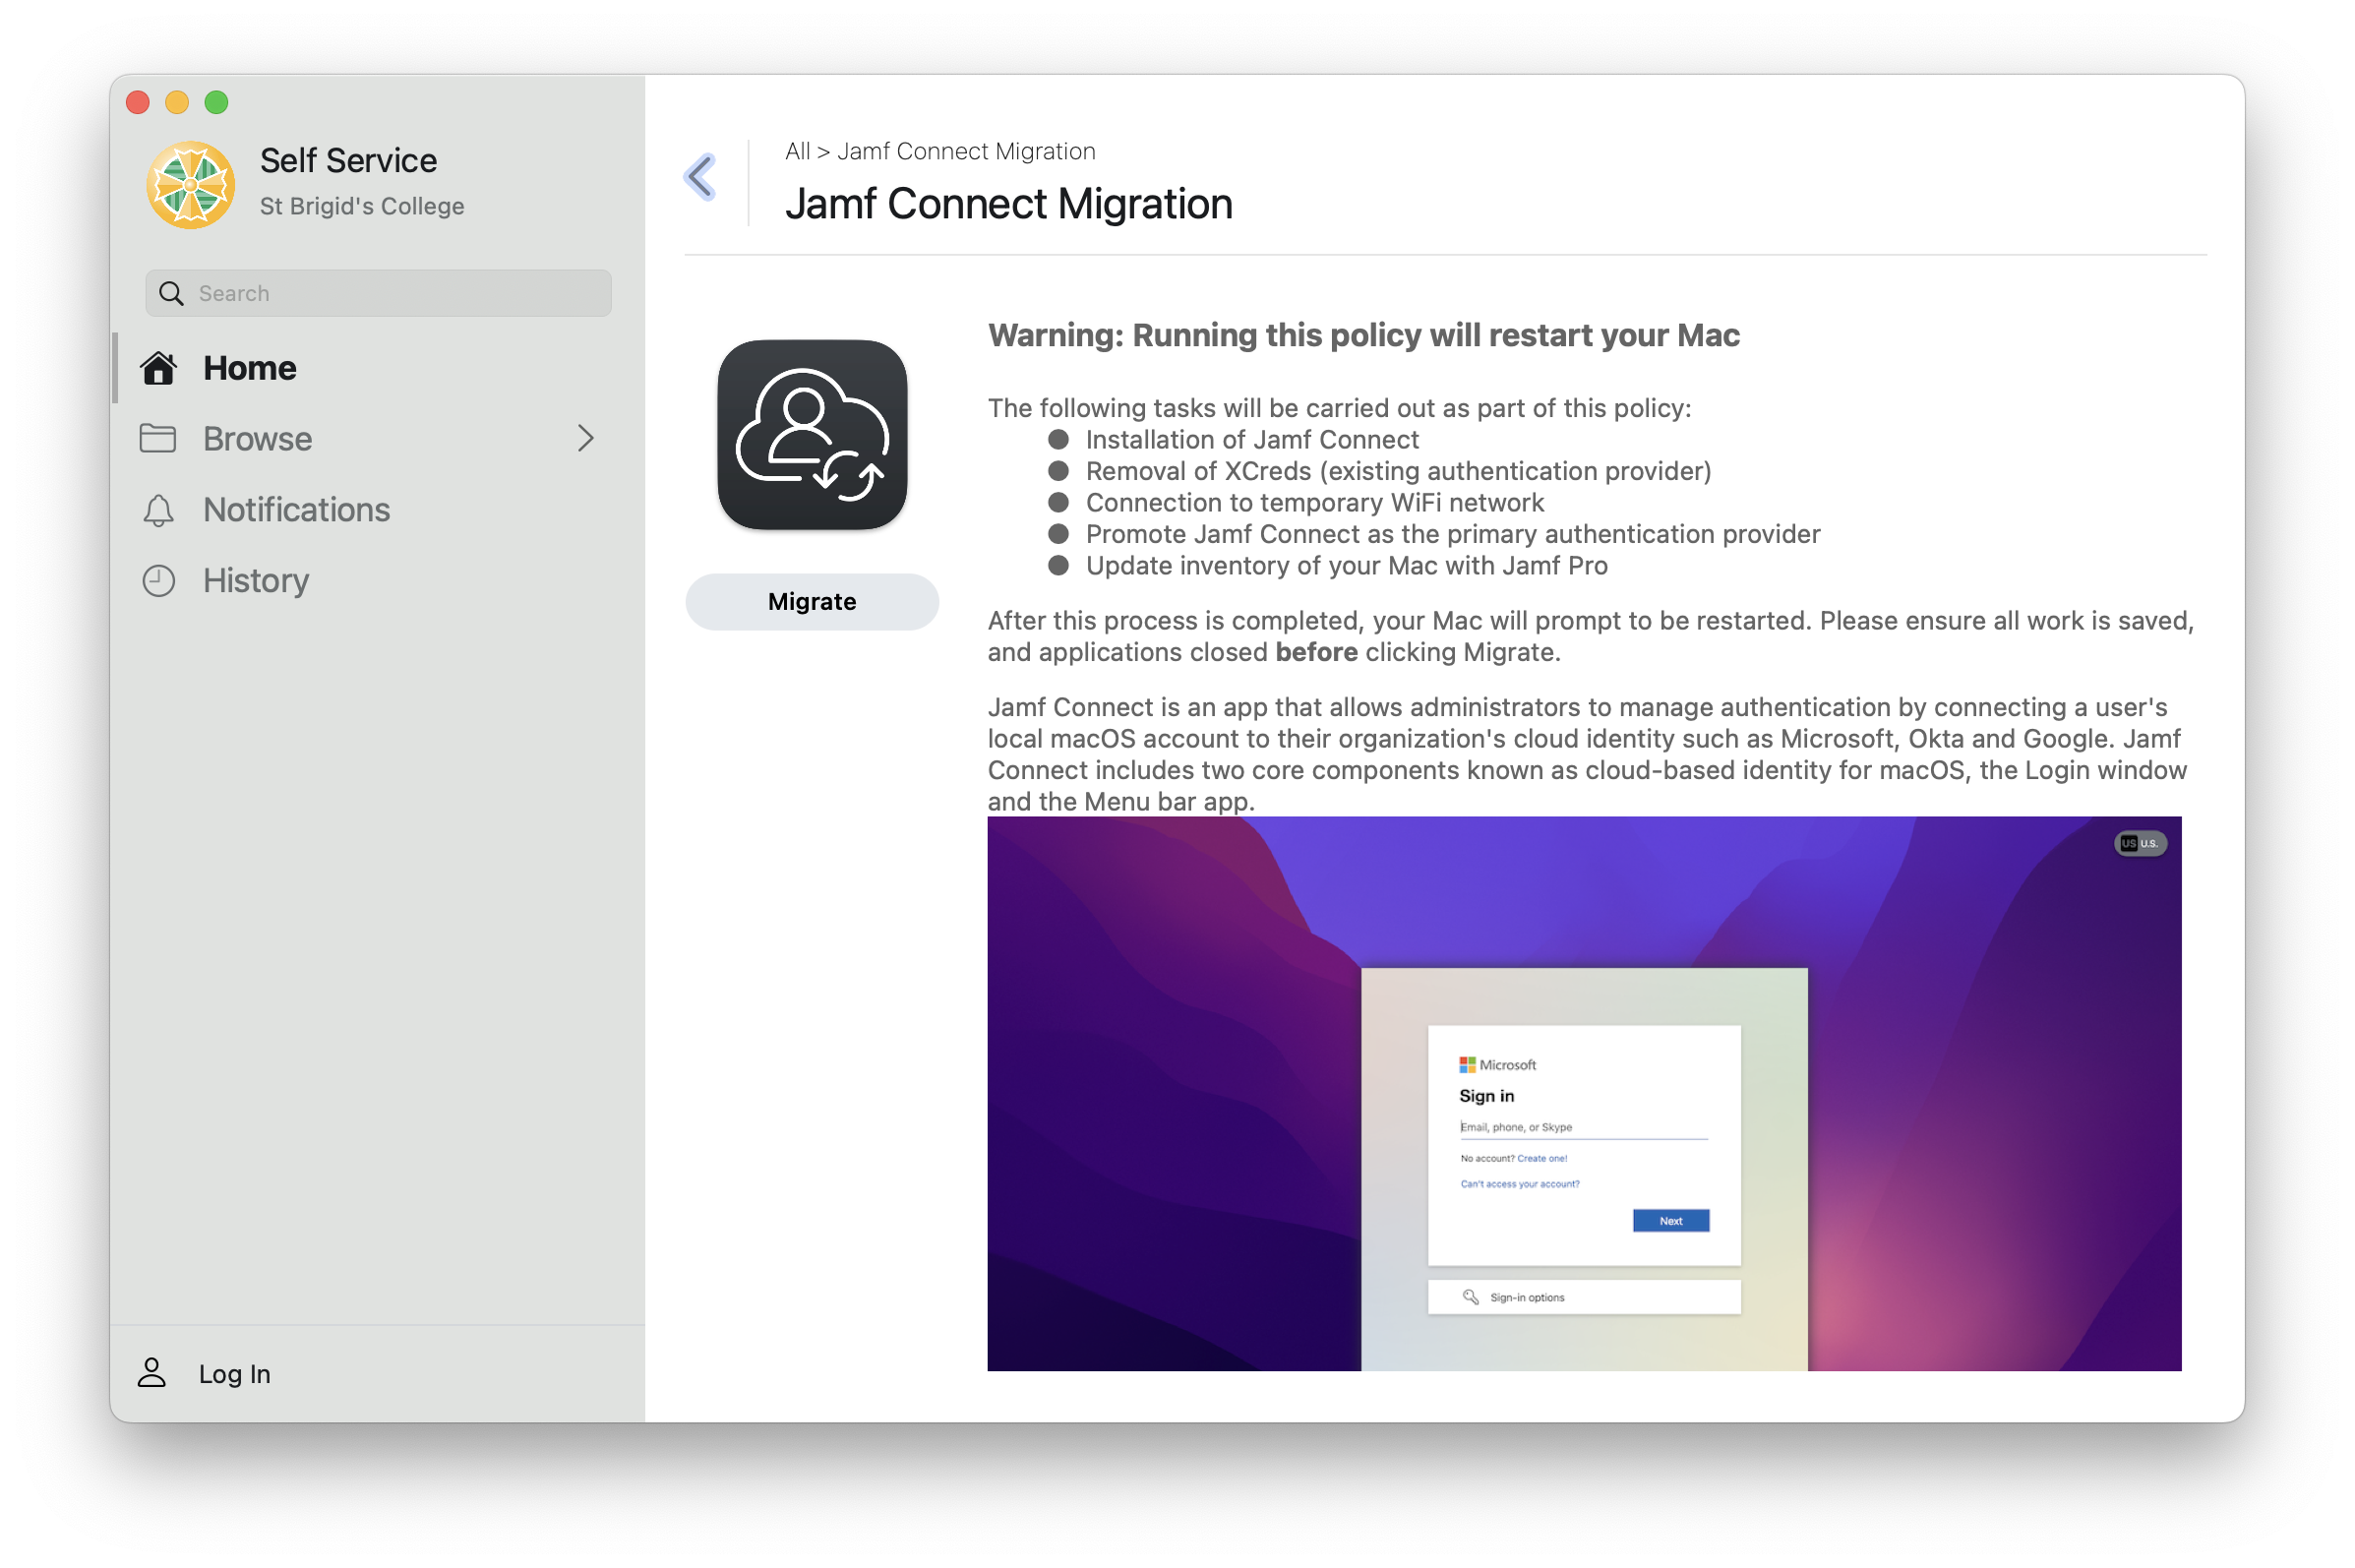 Self Service
St Brigid's College
Search
Home
Browse
Notifications
History
Log In
All > Jamf Connect Migration
Jamf Connect Migration
Migrate
Warning: Running this policy will restart your Mac
The following tasks will be carried out as part of this policy:
● Installation of Jamf Connect
● Removal of XCreds (existing authentication provider)
● Connection to temporary WiFi network
● Promote Jamf Connect as the primary authentication provider
● Update inventory of your Mac with Jamf Pro
After this process is completed, your Mac will prompt to be restarted. Please ensure all work is saved,
and applications closed before clicking Migrate.
Jamf Connect is an app that allows administrators to manage authentication by connecting a user's
local macOS account to their organization's cloud identity such as Microsoft, Okta and Google. Jamf
Connect includes two core components known as cloud-based identity for macOS, the Login window
and the Menu bar app.
US U.S.
Microsoft
Sign in
Email, phone, or Skype
No account? Create one!
Can't access your account?
Next
Sign-in options